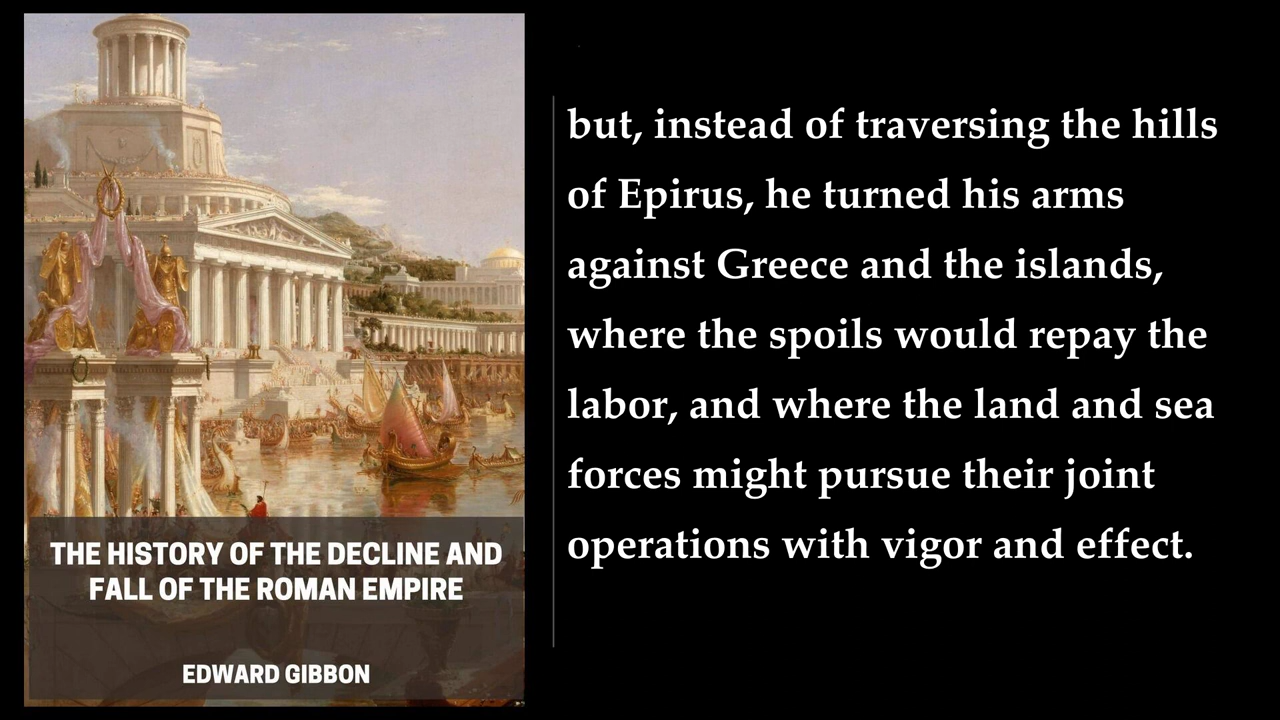 THE HISTORY OF THE DECLINE AND
FALL OF THE ROMAN EMPIRE
EDWARD GIBBON
but, instead of traversing the hills
of Epirus, he turned his arms
against Greece and the islands,
where the spoils would repay the
labor, and where the land and sea
forces might pursue their joint
operations with vigor and effect.